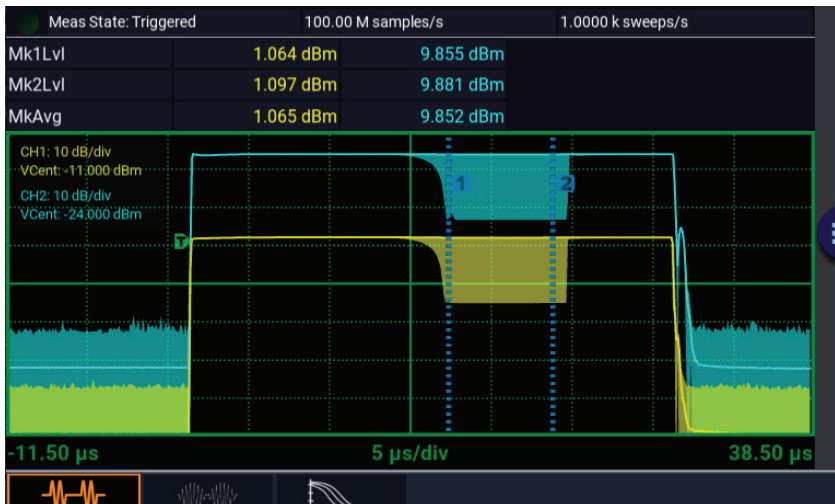 Meas State: Triggered 100.00 M samples/s 1.0000 k sweeps/s
Mk1Lvl 1.064 dBm 9.855 dBm
Mk2Lvl 1.097 dBm 9.881 dBm
MkAvg 1.065 dBm 9.852 dBm
CH1: 10 dB/div
VCent: -11.000 dBm
CH2: 10 dB/div
VCent: -24.000 dBm
1 2
T
-11.50 µs 5 µs/div 38.50 µs